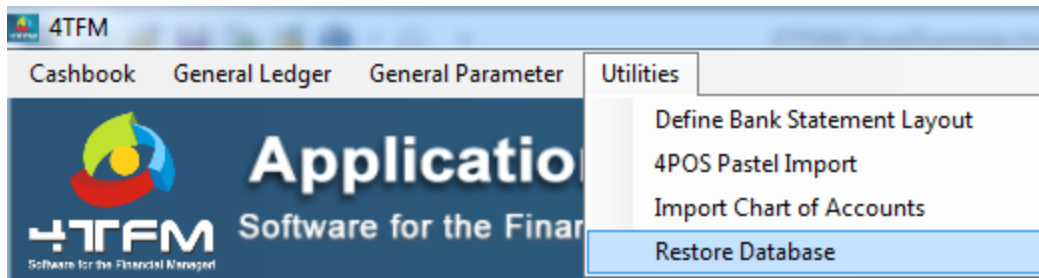 4TFM
Cashbook General Ledger General Parameter Utilities
Define Bank Statement Layout
4POS Pastel Import
Import Chart of Accounts
Restore Database
Applicatio
Software for the Finan
4TFM
Software for the Financial Manager!